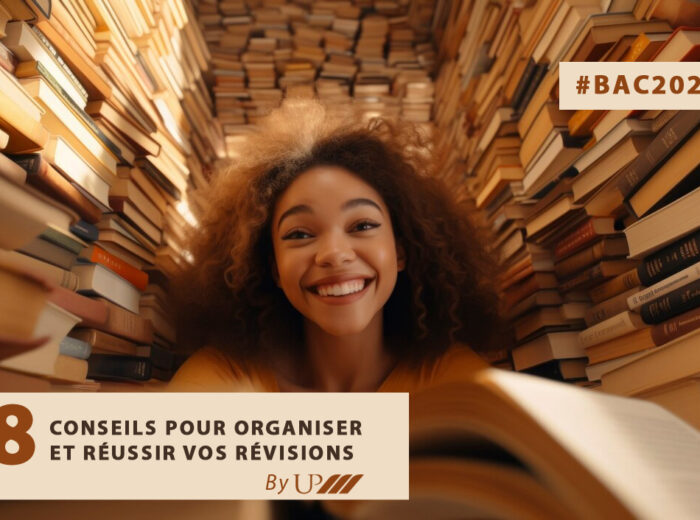 #BAC202
8 CONSEILS POUR ORGANISER
ET RÉUSSIR VOS RÉVISIONS
By UP